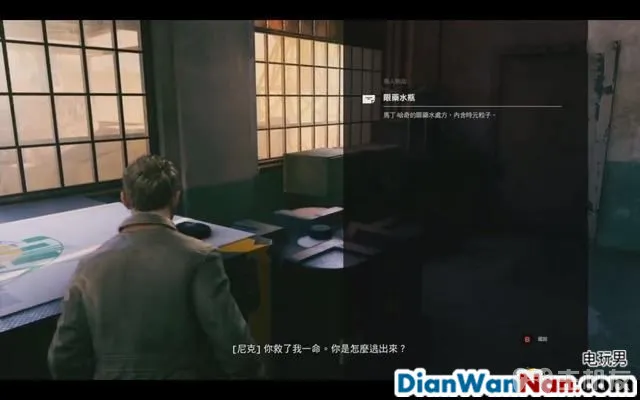 眼藥水瓶
馬丁·哈奇的眼藥水處方，內含時元粒子。
[尼克] 你救了我一命。你是怎麼逃出來？
B
電玩男
DianWanNan.com